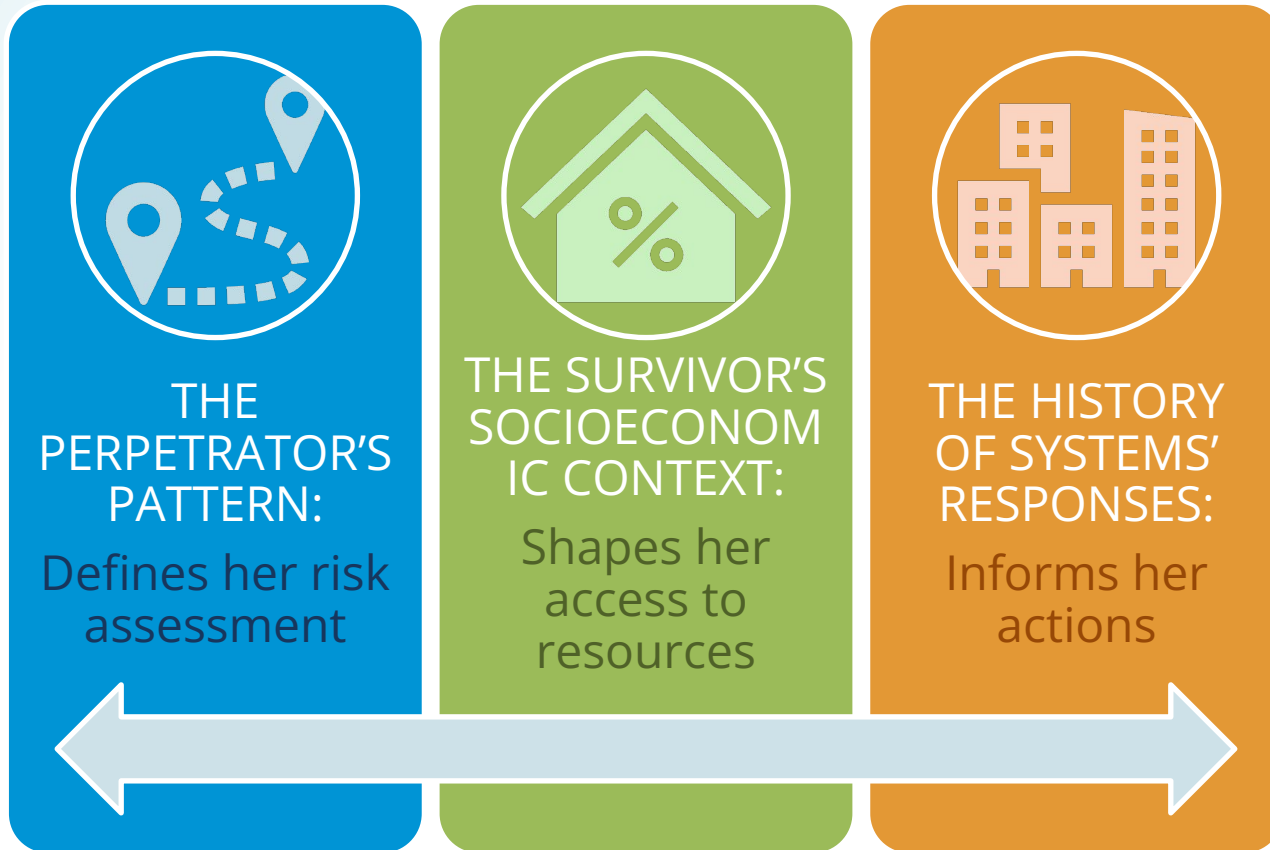 THE
PERPETRATOR’S
PATTERN:
Defines her risk
assessment
THE SURVIVOR’S
SOCIOECONOM
IC CONTEXT:
Shapes her
access to
resources
THE HISTORY
OF SYSTEMS’
RESPONSES:
Informs her
actions